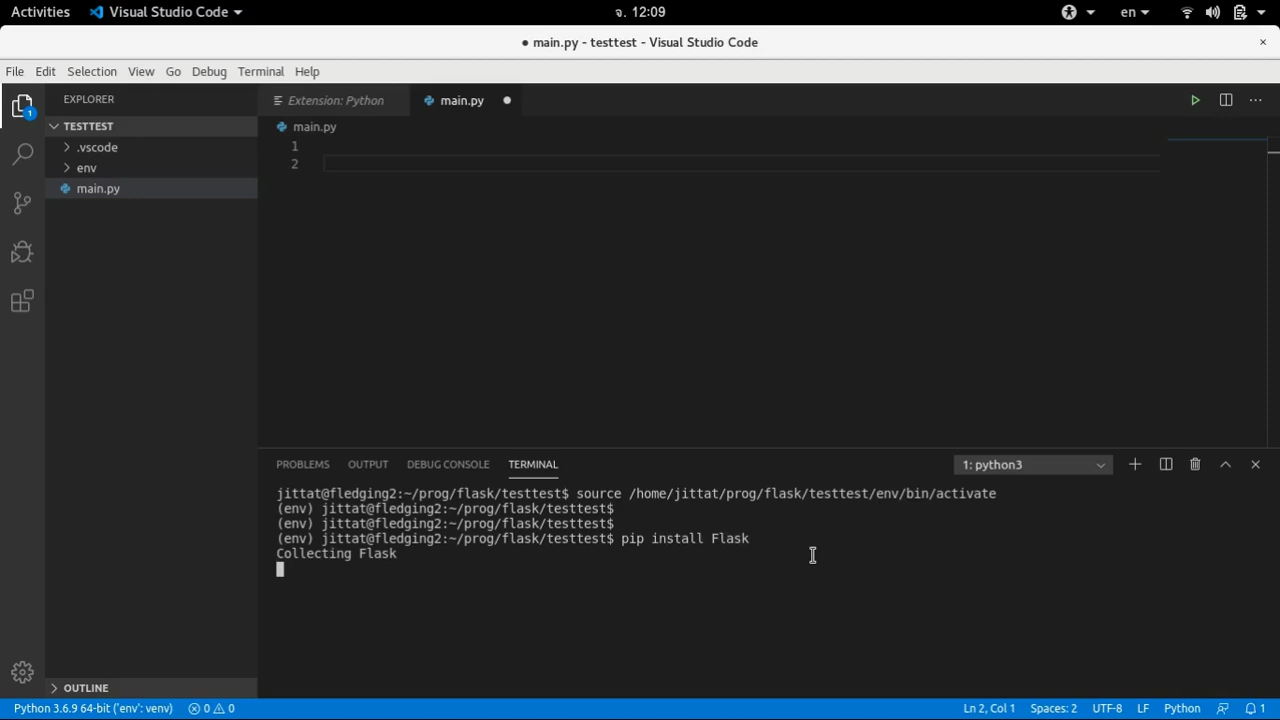 Activities Visual Studio Code จ. 12:09 en
● main.py - testtest - Visual Studio Code ×
File Edit Selection View Go Debug Terminal Help
1 EXPLORER Extension: Python main.py ●
TESTTEST main.py
.vscode 1
env 2
main.py
PROBLEMS OUTPUT DEBUG CONSOLE TERMINAL 1: python3
jittat@fledging2:~/prog/flask/testtest$ source /home/jittat/prog/flask/testtest/env/bin/activate
(env) jittat@fledging2:~/prog/flask/testtest$
(env) jittat@fledging2:~/prog/flask/testtest$
(env) jittat@fledging2:~/prog/flask/testtest$ pip install Flask
Collecting Flask
OUTLINE
Python 3.6.9 64-bit ('env': venv) 0 0 Ln 2, Col 1 Spaces: 2 UTF-8 LF Python 1